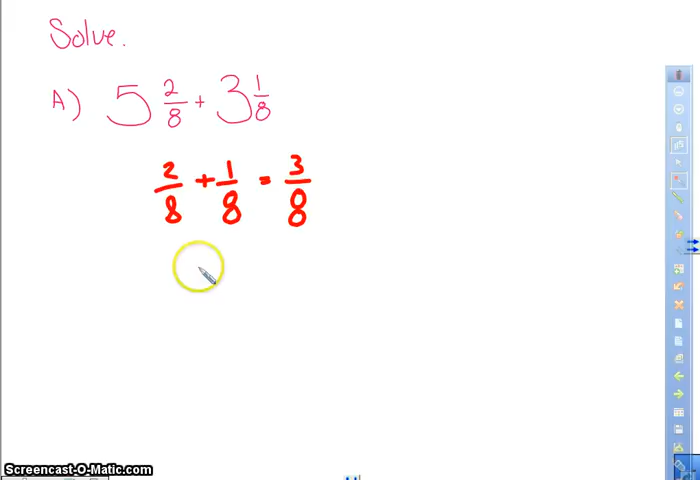 Solve.
A) 5 2/8 + 3 1/8
2/8 + 1/8 = 3/8
Screencast-O-Matic.com